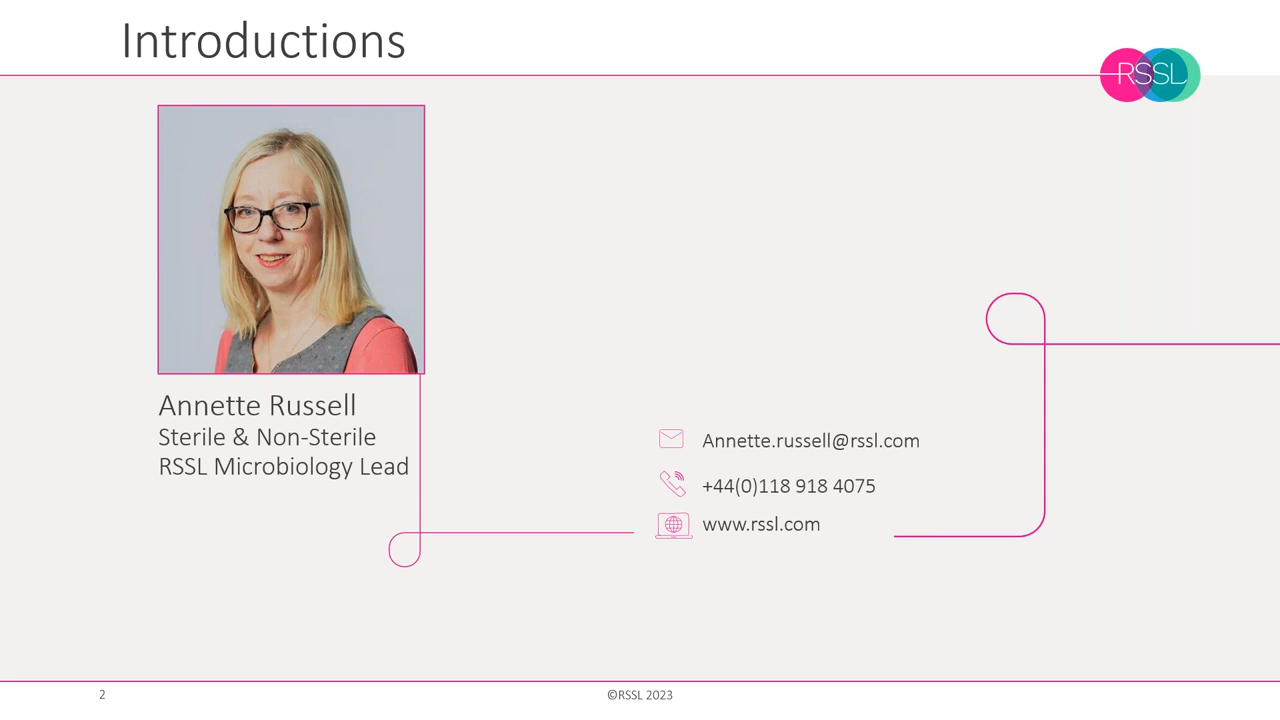 Introductions
RSSL
Annette Russell
Sterile & Non-Sterile
RSSL Microbiology Lead
Annette.russell@rssl.com
+44(0)118 918 4075
www.rssl.com
2
©RSSL 2023